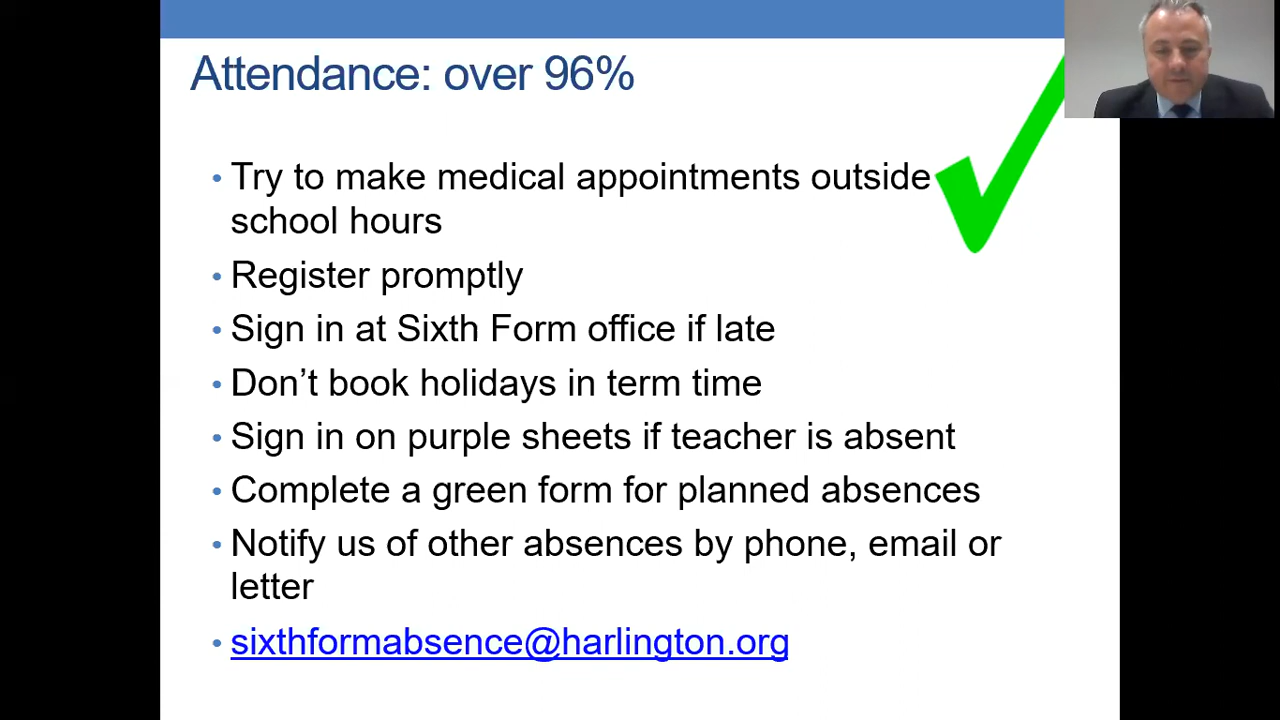 Attendance: over 96%
• Try to make medical appointments outside
school hours
• Register promptly
• Sign in at Sixth Form office if late
• Don’t book holidays in term time
• Sign in on purple sheets if teacher is absent
• Complete a green form for planned absences
• Notify us of other absences by phone, email or
letter
• sixthformabsence@harlington.org